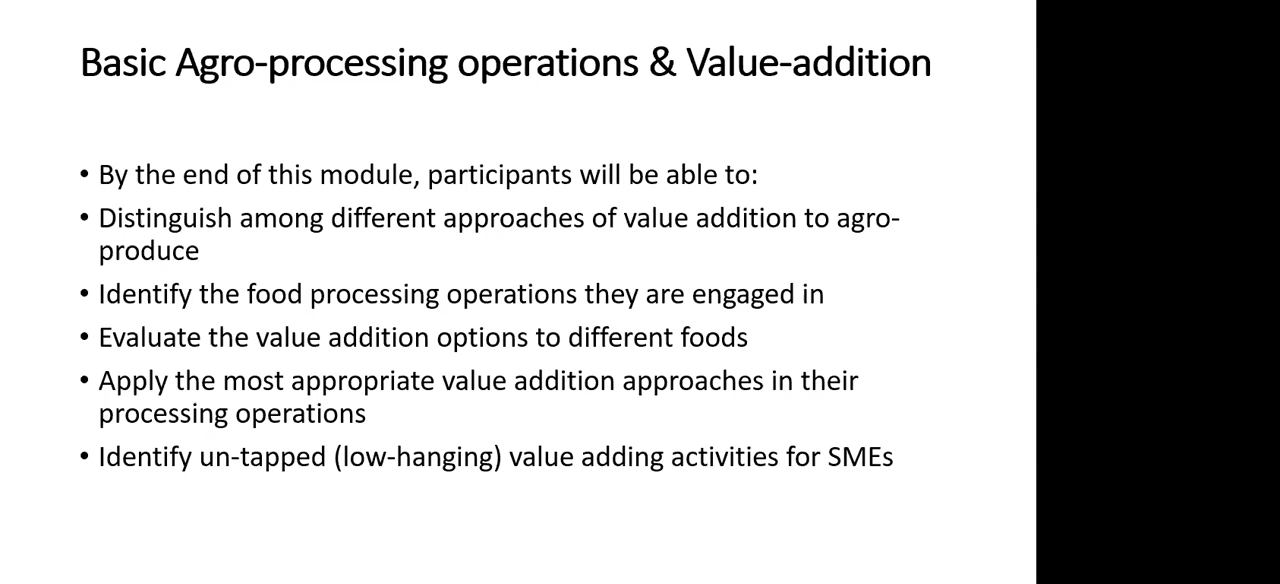 Basic Agro-processing operations & Value-addition
• By the end of this module, participants will be able to:
• Distinguish among different approaches of value addition to agro-
produce
• Identify the food processing operations they are engaged in
• Evaluate the value addition options to different foods
• Apply the most appropriate value addition approaches in their
processing operations
• Identify un-tapped (low-hanging) value adding activities for SMEs